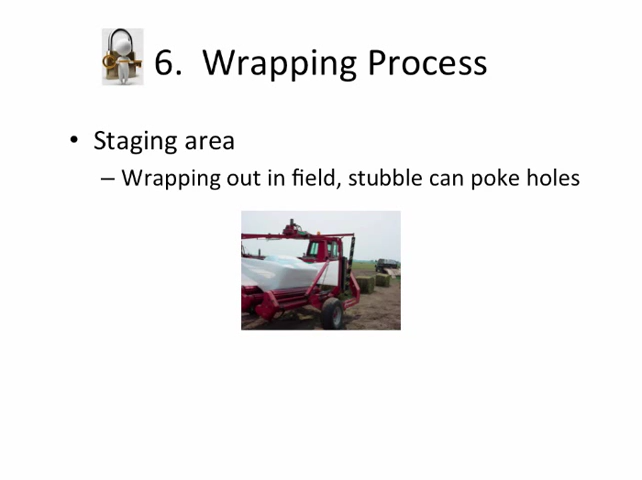 6. Wrapping Process
• Staging area
– Wrapping out in field, stubble can poke holes